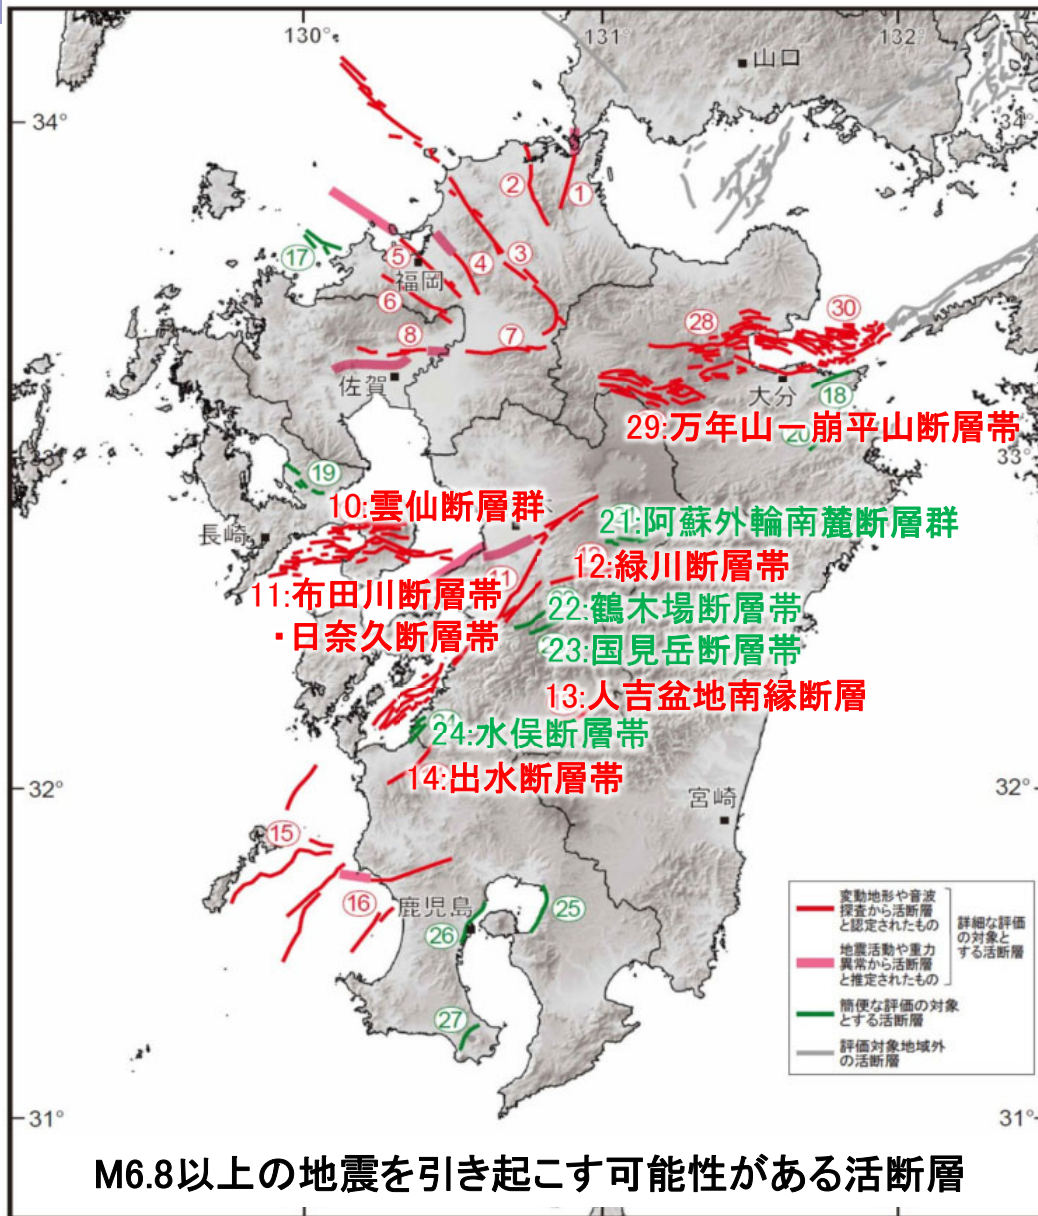 130°
131°
132°
山口
34°
34°
②
①
⑰
⑤
③
④
福岡
⑥
㉘
㉚
⑧
⑦
佐賀
大分
⑱
29:万年山－崩平山断層帯
20
33°
⑲
10:雲仙断層群
長崎
21:阿蘇外輪南麓断層群
11
12:緑川断層帯
11:布田川断層帯
・日奈久断層帯
22:鶴木場断層帯
23:国見岳断層帯
13:人吉盆地南縁断層
24:水俣断層帯
14:出水断層帯
32°
32°
宮崎
⑮
⑯
鹿児島
㉕
㉖
㉗
変動地形や音波
探査から活断層
と認定されたもの
地震活動や重力
異常から活断層
と推定されたもの
詳細な評価
の対象と
する活断層
簡便な評価の対象
とする活断層
評価対象地域外
の活断層
31°
31°
M6.8以上の地震を引き起こす可能性がある活断層